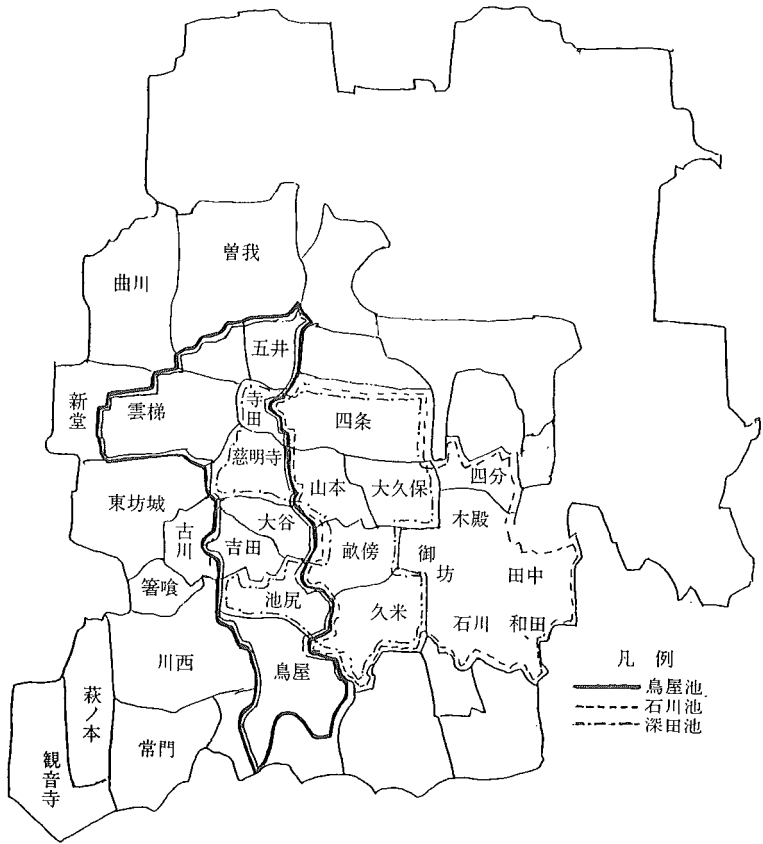 曽我
曲川
五井
新堂
雲梯
寺田
四条
慈明寺
山本
大久保
四分
東坊城
古川
大谷
吉田
畝傍
御坊
木殿
田中
箸喰
池尻
久米
石川
和田
川西
鳥屋
萩ノ本
常門
観音寺
凡例
鳥屋池
石川池
深田池